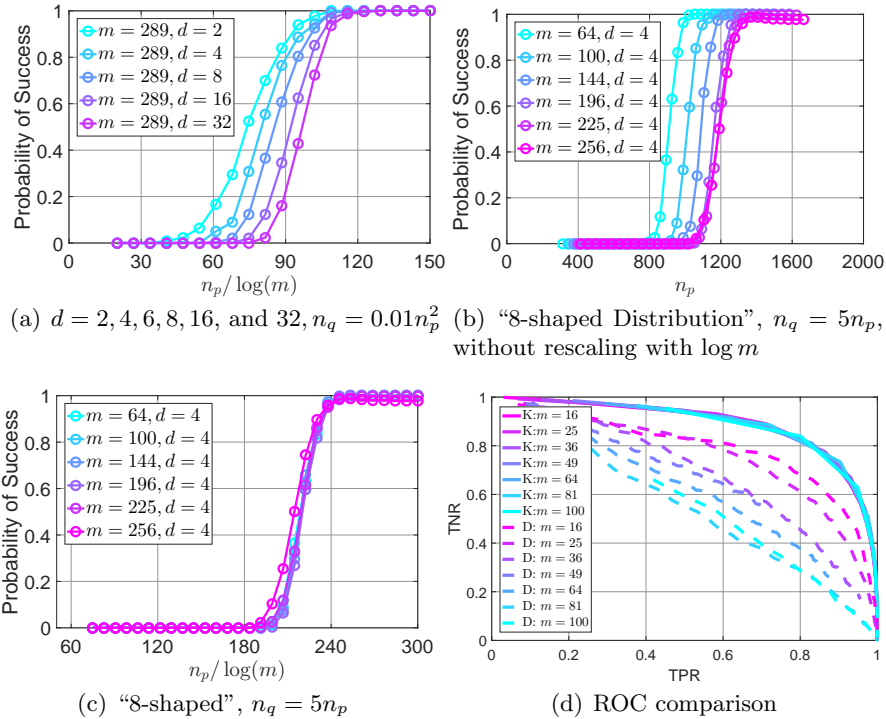 Probability of Success
1
0.8
0.6
0.4
0.2
0
m = 289, d = 2
m = 289, d = 4
m = 289, d = 8
m = 289, d = 16
m = 289, d = 32
0 30 60 90 120 150
n_p / log(m)
(a) d = 2, 4, 6, 8, 16, and 32, n_q = 0.01n_p^2
Probability of Success
1
0.8
0.6
0.4
0.2
0
m = 64, d = 4
m = 100, d = 4
m = 144, d = 4
m = 196, d = 4
m = 225, d = 4
m = 256, d = 4
0 400 800 1200 1600 2000
n_p
(b) “8-shaped Distribution”, n_q = 5n_p,
without rescaling with log m
Probability of Success
1
0.8
0.6
0.4
0.2
0
m = 64, d = 4
m = 100, d = 4
m = 144, d = 4
m = 196, d = 4
m = 225, d = 4
m = 256, d = 4
60 120 180 240 300
n_p / log(m)
(c) “8-shaped”, n_q = 5n_p
TNR
1
0.8
0.6
0.4
0.2
0
K:m = 16
K:m = 25
K:m = 36
K:m = 49
K:m = 64
K:m = 81
K:m = 100
D: m = 16
D: m = 25
D: m = 36
D: m = 49
D: m = 64
D: m = 81
D: m = 100
0 0.2 0.4 0.6 0.8 1
TPR
(d) ROC comparison